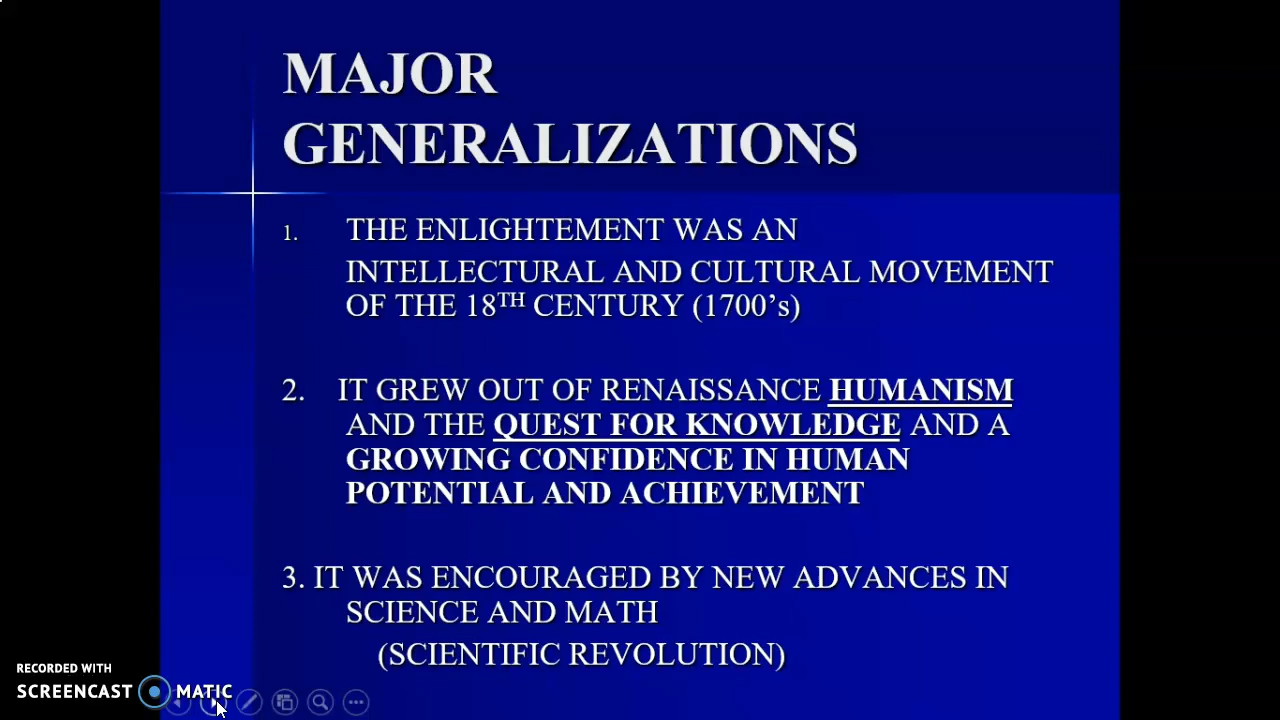 MAJOR
GENERALIZATIONS
1. THE ENLIGHTEMENT WAS AN
INTELLECTURAL AND CULTURAL MOVEMENT
OF THE 18TH CENTURY (1700's)
2. IT GREW OUT OF RENAISSANCE HUMANISM
AND THE QUEST FOR KNOWLEDGE AND A
GROWING CONFIDENCE IN HUMAN
POTENTIAL AND ACHIEVEMENT
3. IT WAS ENCOURAGED BY NEW ADVANCES IN
SCIENCE AND MATH
(SCIENTIFIC REVOLUTION)
RECORDED WITH
SCREENCAST MATIC